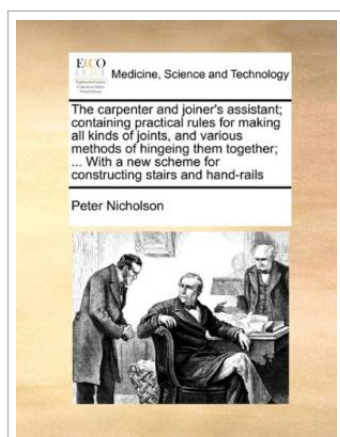 ECCO
Medicine, Science and Technology
The carpenter and joiner's assistant;
containing practical rules for making
all kinds of joints, and various
methods of hingeing them together;
... With a new scheme for
constructing stairs and hand-rails
Peter Nicholson